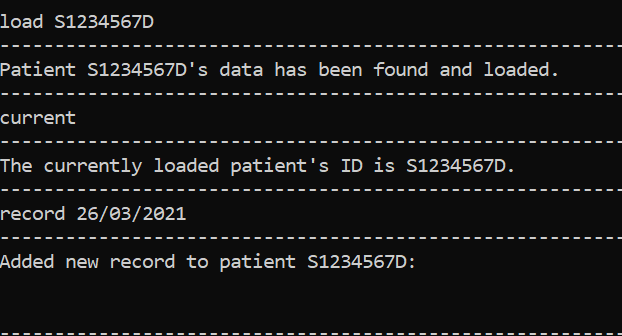 load S1234567D
--------------------------------------------------------
Patient S1234567D's data has been found and loaded.
--------------------------------------------------------
current
--------------------------------------------------------
The currently loaded patient's ID is S1234567D.
--------------------------------------------------------
record 26/03/2021
--------------------------------------------------------
Added new record to patient S1234567D:
--------------------------------------------------------